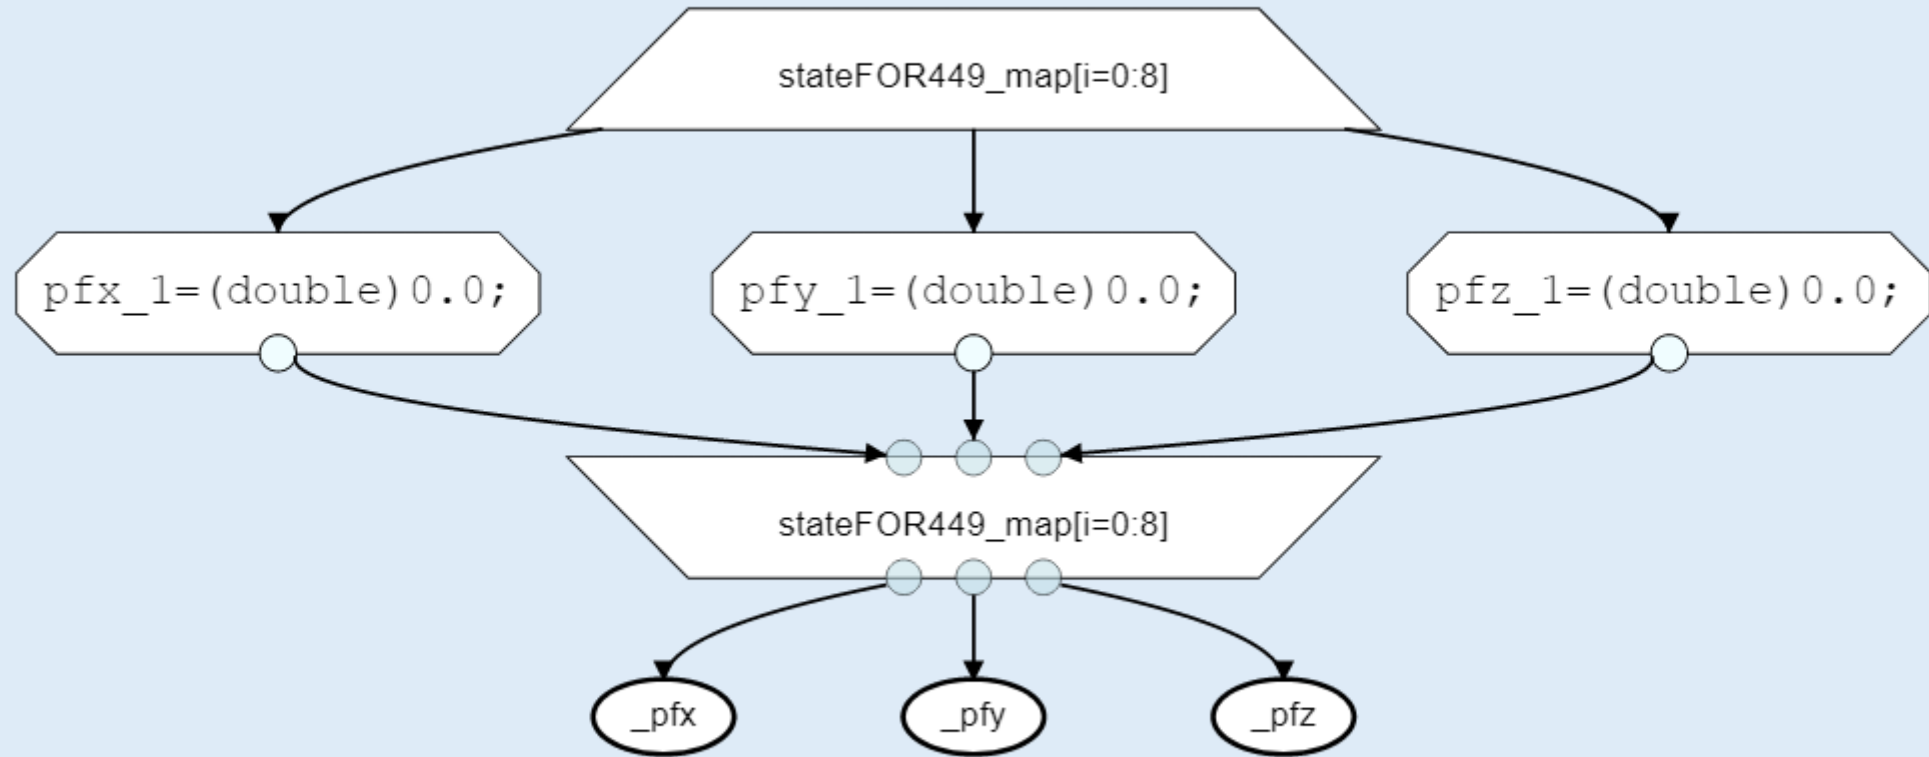 stateFOR449_map[i=0:8]
pfx_1=(double)0.0;
pfy_1=(double)0.0;
pfz_1=(double)0.0;
stateFOR449_map[i=0:8]
_pfx
_pfy
_pfz